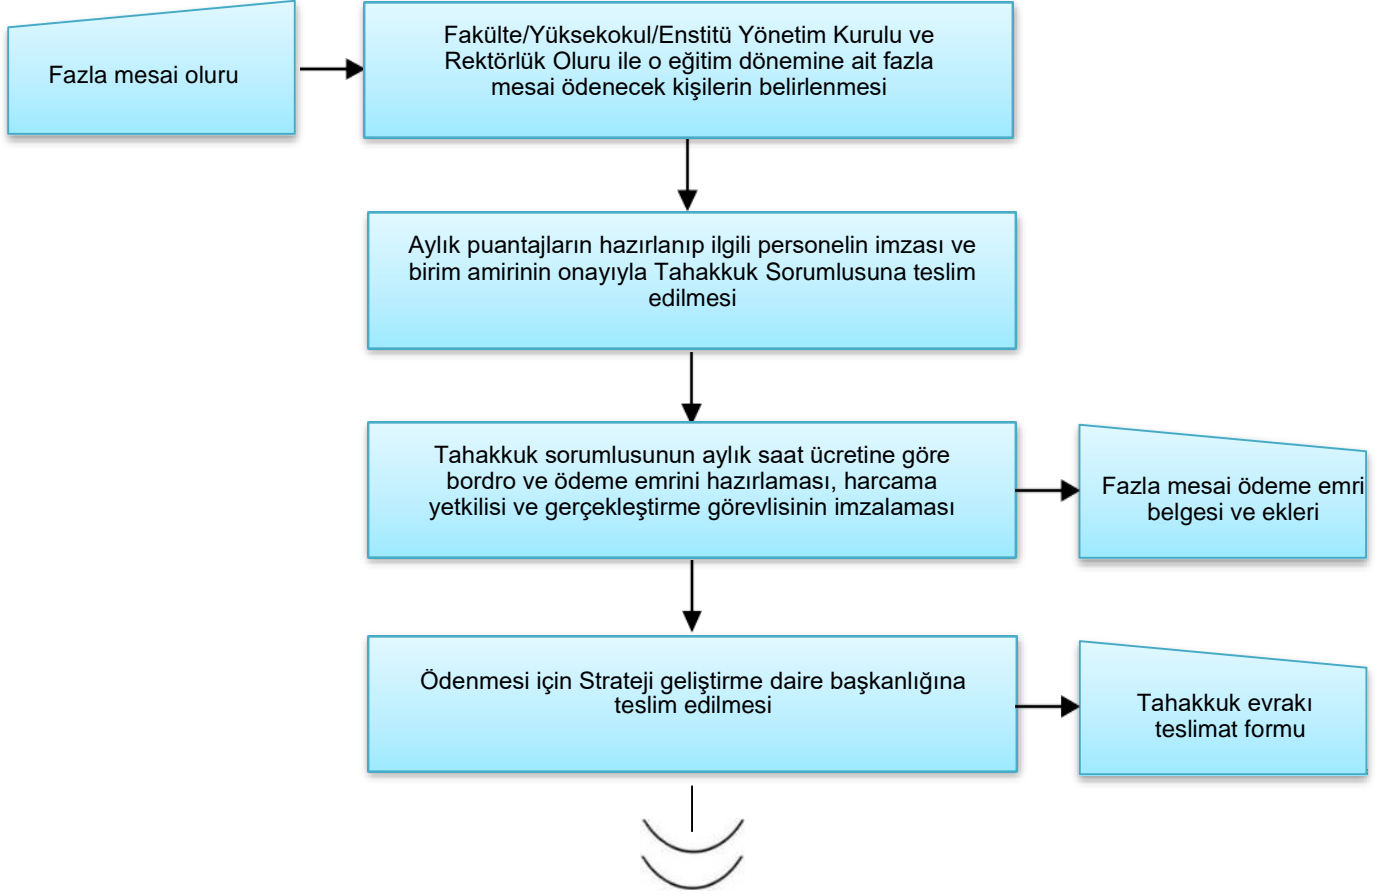 Fazla mesai oluru
Fakülte/Yüksekokul/Enstitü Yönetim Kurulu ve
Rektörlük Oluru ile o eğitim dönemine ait fazla
mesai ödenecek kişilerin belirlenmesi
Aylık puantajların hazırlanıp ilgili personelin imzası ve
birim amirinin onayıyla Tahakkuk Sorumlusuna teslim
edilmesi
Tahakkuk sorumlusunun aylık saat ücretine göre
bordro ve ödeme emrini hazırlaması, harcama
yetkilisi ve gerçekleştirme görevlisinin imzalaması
Fazla mesai ödeme emri
belgesi ve ekleri
Ödenmesi için Strateji geliştirme daire başkanlığına
teslim edilmesi
Tahakkuk evrakı
teslimat formu